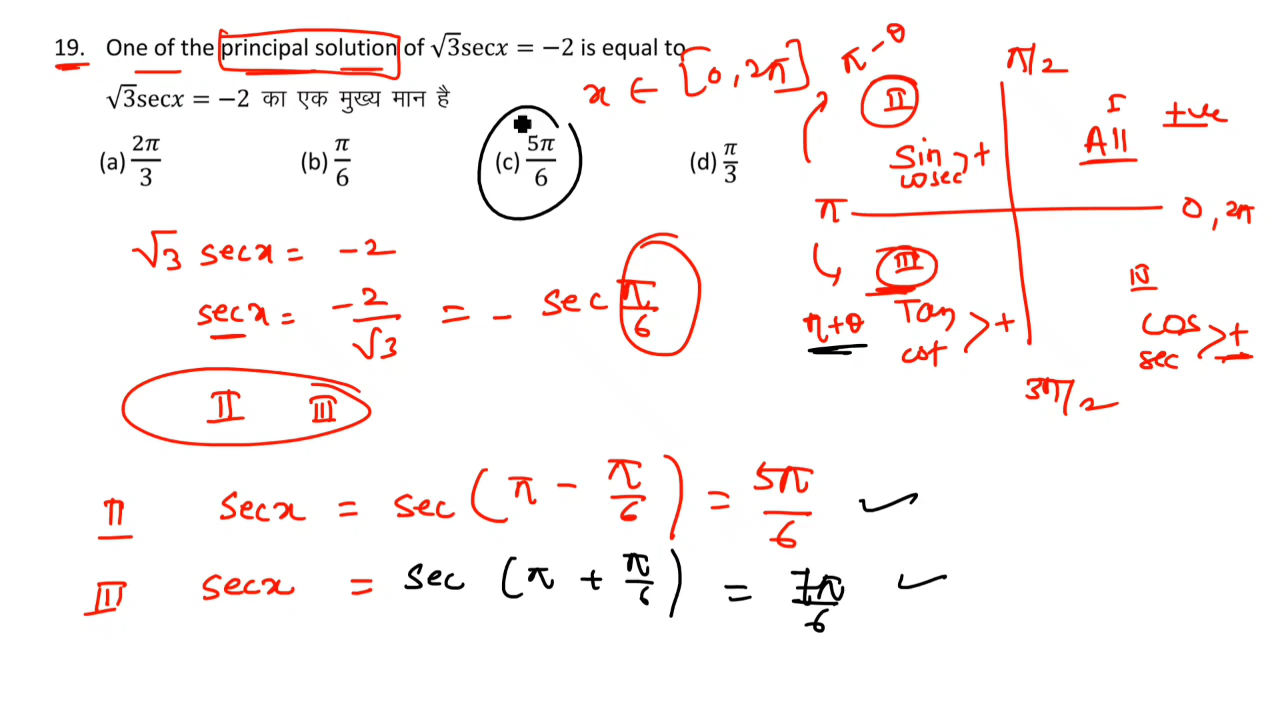 19. One of the principal solution of √3secx = −2 is equal to
√3secx = −2 का एक मुख्य मान है
(a) 2π/3 (b) π/6 (c) 5π/6 (d) π/3
x ∈ [0, 2π]
π-θ
π/2
II
I
+ve
All
Sin
cosec > +
π
0, 2π
III
π+θ
Tan
cot > +
IV
cos
sec > +
3π/2
√3 secx = -2
secx = -2/√3 = - sec π/6
II III
II secx = sec (π - π/6) = 5π/6 ✓
III secx = sec (π + π/6) = 7π/6 ✓